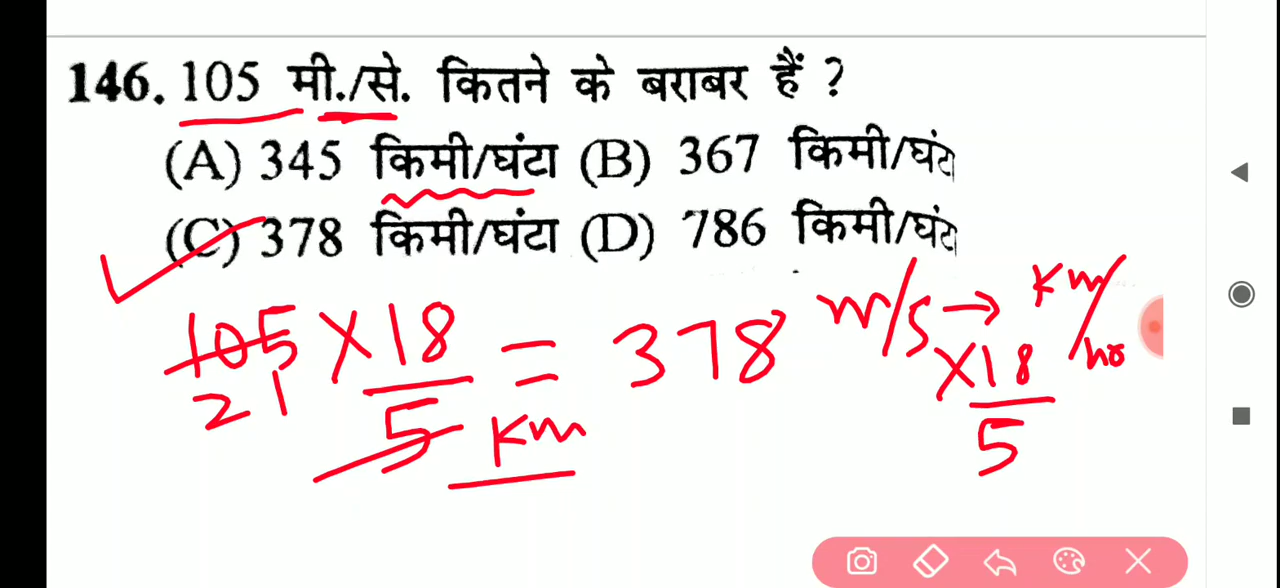 146. 105 मी./से. कितने के बराबर हैं ?
(A) 345 किमी/घंटा (B) 367 किमी/घंटा
(C) 378 किमी/घंटा (D) 786 किमी/घंटा
105 × 18/5 = 378
21
km
m/s → km/hr
×18/5